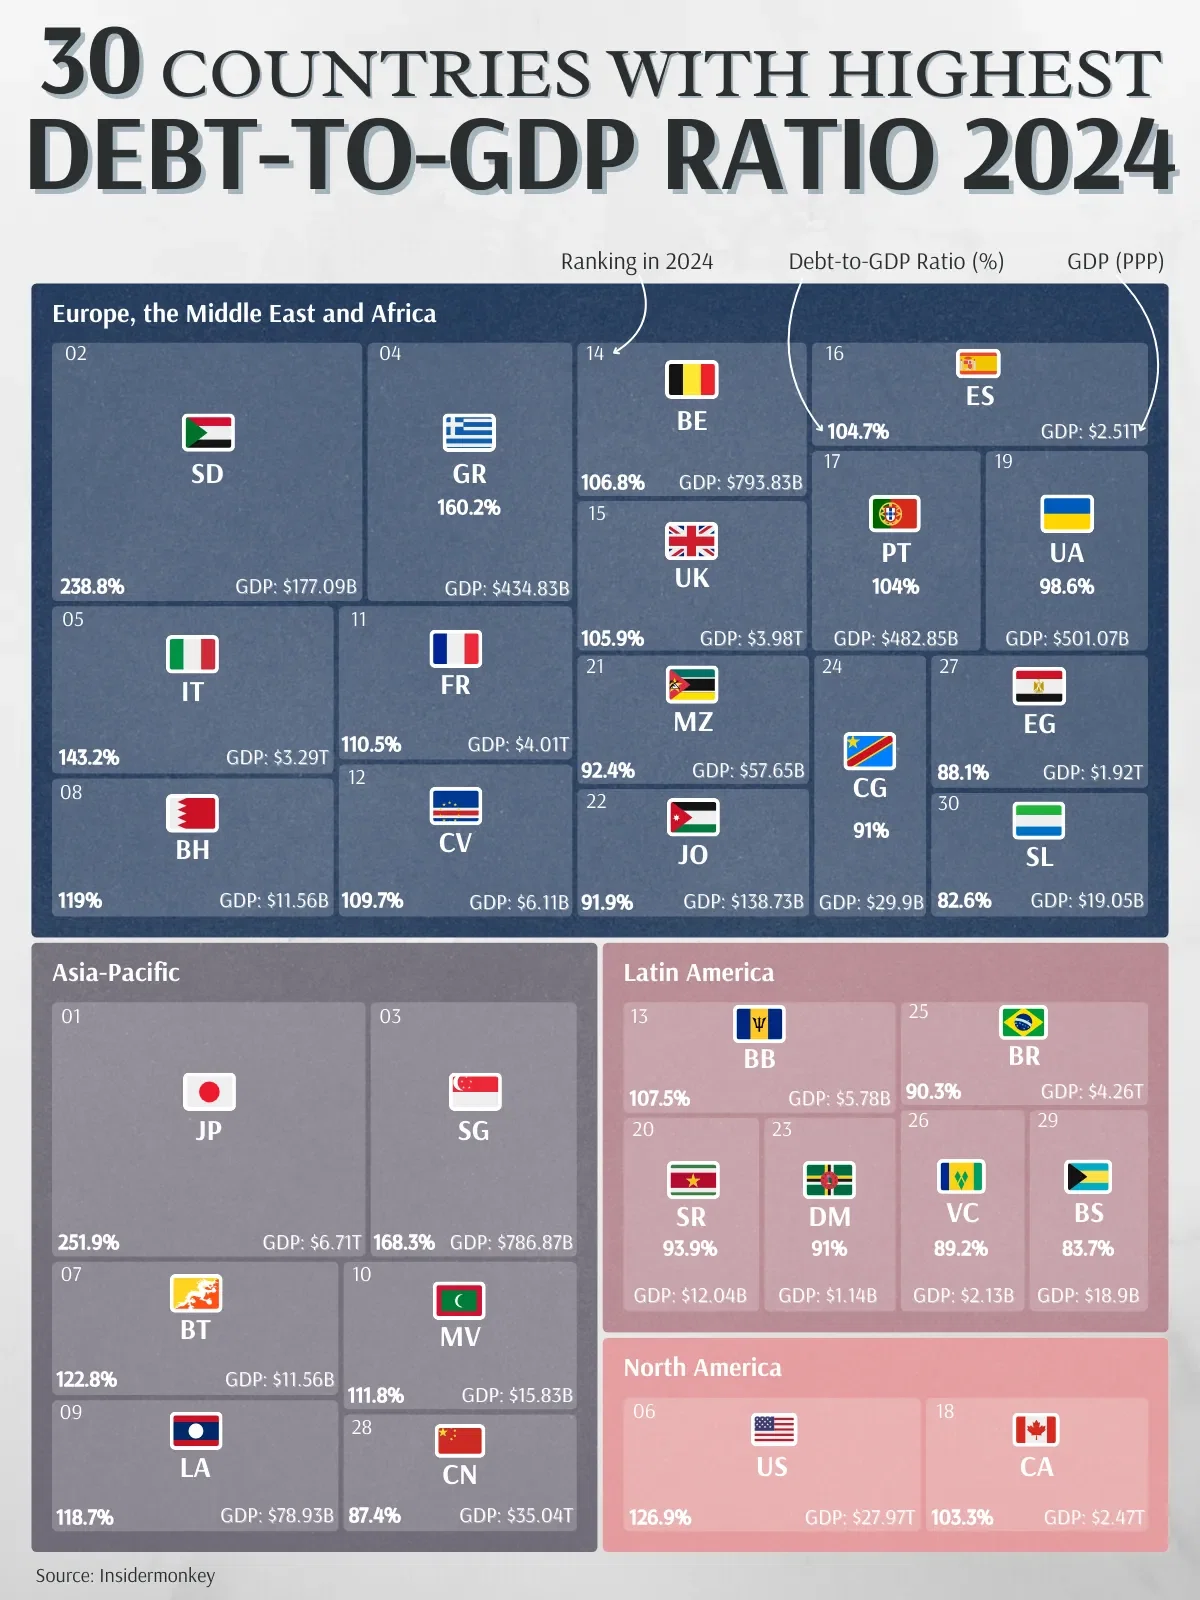 30 COUNTRIES WITH HIGHEST
DEBT-TO-GDP RATIO 2024
Ranking in 2024
Debt-to-GDP Ratio (%)
GDP (PPP)
Europe, the Middle East and Africa
02
SD
238.8%
GDP: $177.09B
04
GR
160.2%
GDP: $434.83B
14
BE
106.8%
GDP: $793.83B
16
ES
104.7%
GDP: $2.51T
15
UK
105.9%
GDP: $3.98T
17
PT
104%
GDP: $482.85B
19
UA
98.6%
GDP: $501.07B
05
IT
143.2%
GDP: $3.29T
11
FR
110.5%
GDP: $4.01T
08
BH
119%
GDP: $11.56B
12
CV
109.7%
GDP: $6.11B
21
MZ
92.4%
GDP: $57.65B
22
JO
91.9%
GDP: $138.73B
24
CG
91%
GDP: $29.9B
27
EG
88.1%
GDP: $1.92T
30
SL
82.6%
GDP: $19.05B
Asia-Pacific
01
JP
251.9%
GDP: $6.71T
03
SG
168.3%
GDP: $786.87B
07
BT
122.8%
GDP: $11.56B
10
MV
111.8%
GDP: $15.83B
09
LA
118.7%
GDP: $78.93B
28
CN
87.4%
GDP: $35.04T
Latin America
13
BB
107.5%
GDP: $5.78B
25
BR
90.3%
GDP: $4.26T
20
SR
93.9%
GDP: $12.04B
23
DM
91%
GDP: $1.14B
26
VC
89.2%
GDP: $2.13B
29
BS
83.7%
GDP: $18.9B
North America
06
US
126.9%
GDP: $27.97T
18
CA
103.3%
GDP: $2.47T
Source: Insidermonkey